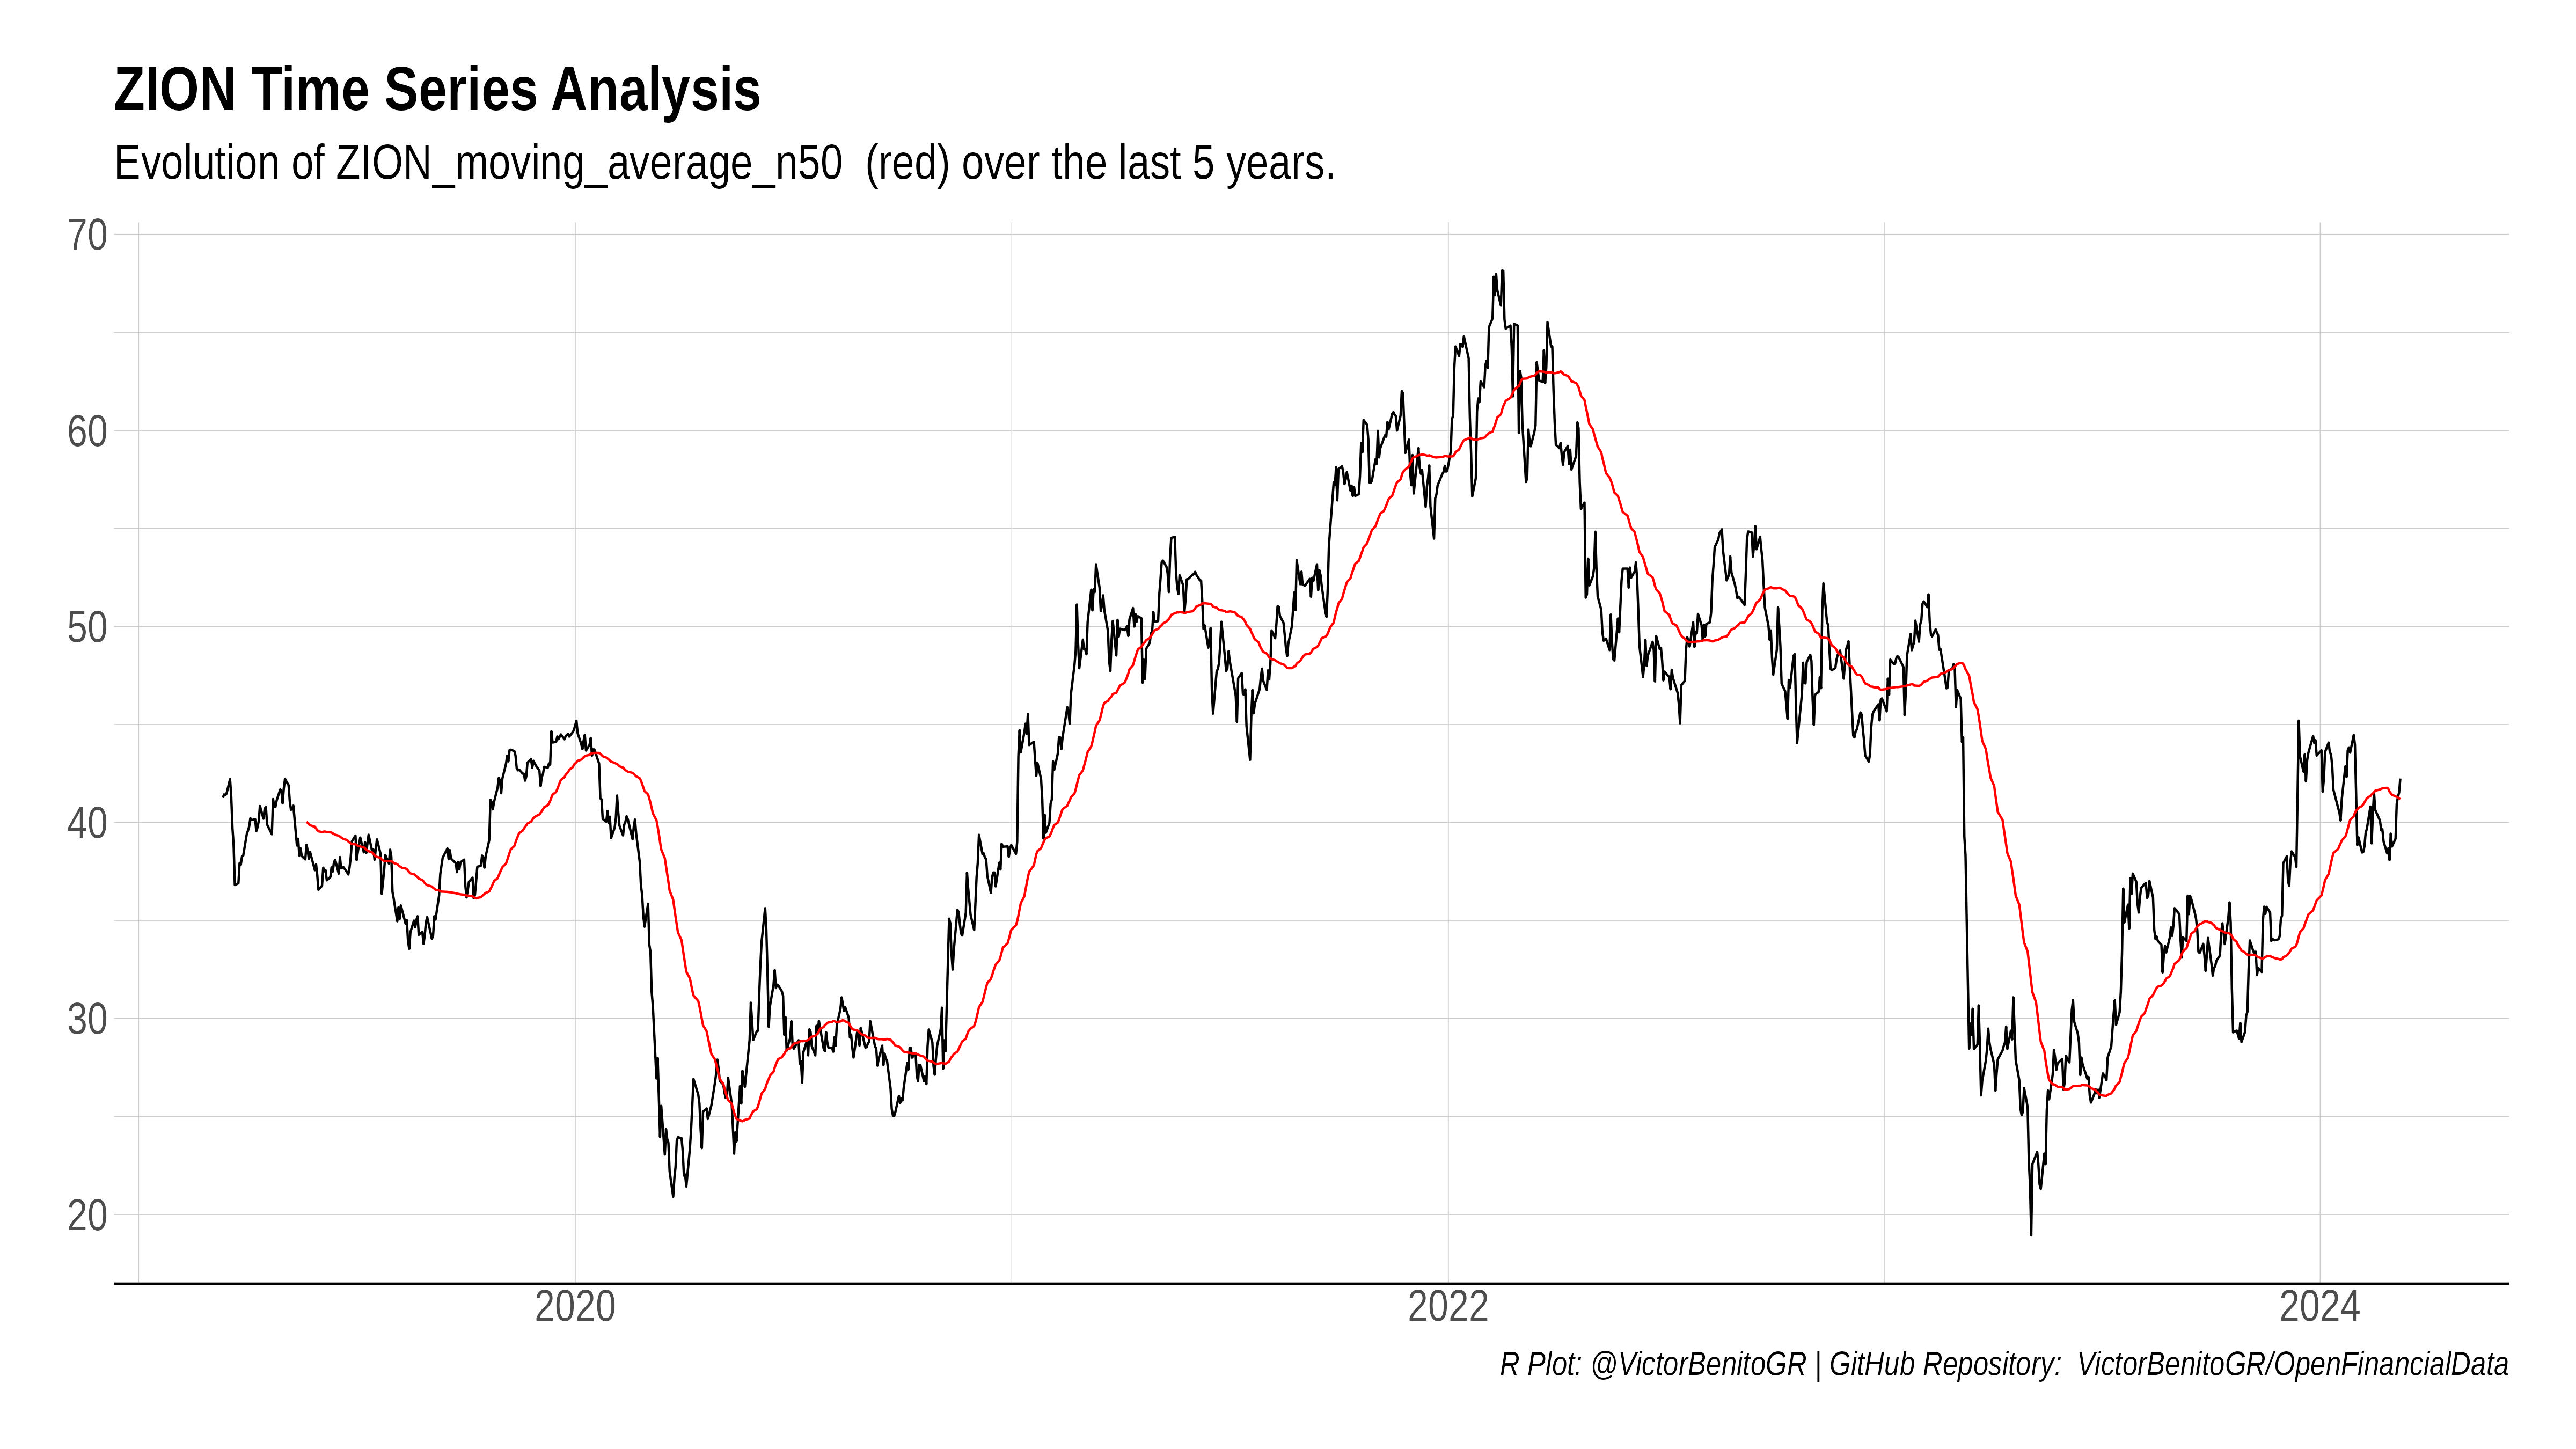 ZION Time Series Analysis
Evolution of ZION_moving_average_n50  (red) over the last 5 years.
70
60
50
40
30
20
2020 2022 2024
R Plot: @VictorBenitoGR | GitHub Repository:  VictorBenitoGR/OpenFinancialData